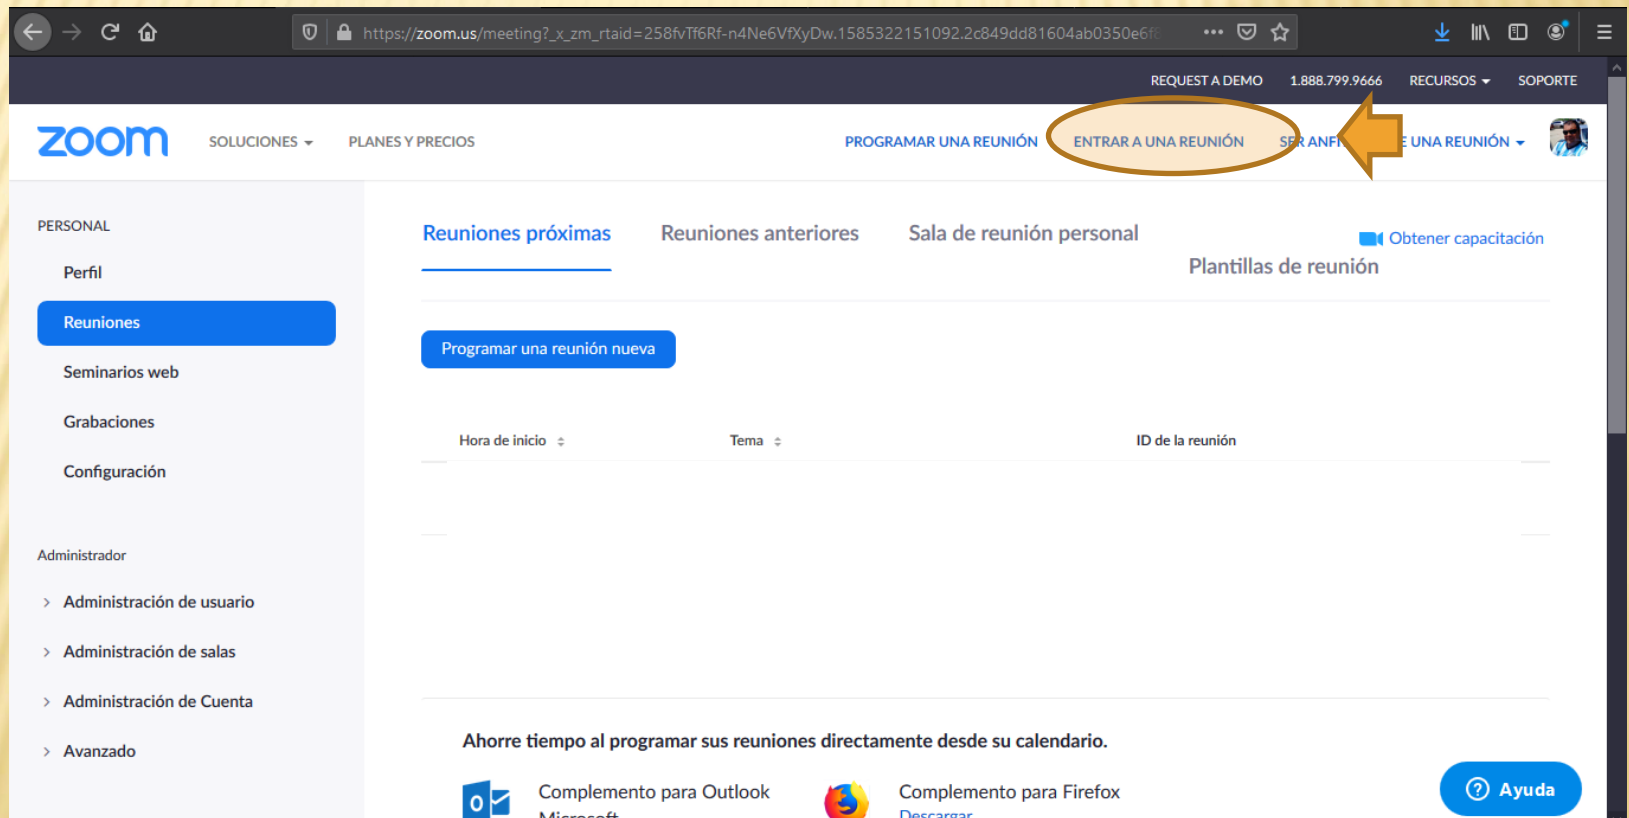 https://zoom.us/meeting?_x_zm_rtaid=258fvTf6Rf-n4Ne6VfXyDw.1585322151092.2c849dd81604ab0350e6f8
REQUEST A DEMO 1.888.799.9666 RECURSOS SOPORTE
zoom SOLUCIONES PLANES Y PRECIOS PROGRAMAR UNA REUNIÓN ENTRAR A UNA REUNIÓN SER UNA REUNIÓN
PERSONAL
Perfil
Reuniones
Seminarios web
Grabaciones
Configuración
Administrador
Administración de usuario
Administración de salas
Administración de Cuenta
Avanzado
Reuniones próximas Reuniones anteriores Sala de reunión personal
Plantillas de reunión
Obtener capacitación
Programar una reunión nueva
Hora de inicio Tema ID de la reunión
Ahorre tiempo al programar sus reuniones directamente desde su calendario.
Complemento para Outlook
Microsoft
Complemento para Firefox
Descargar
Ayuda